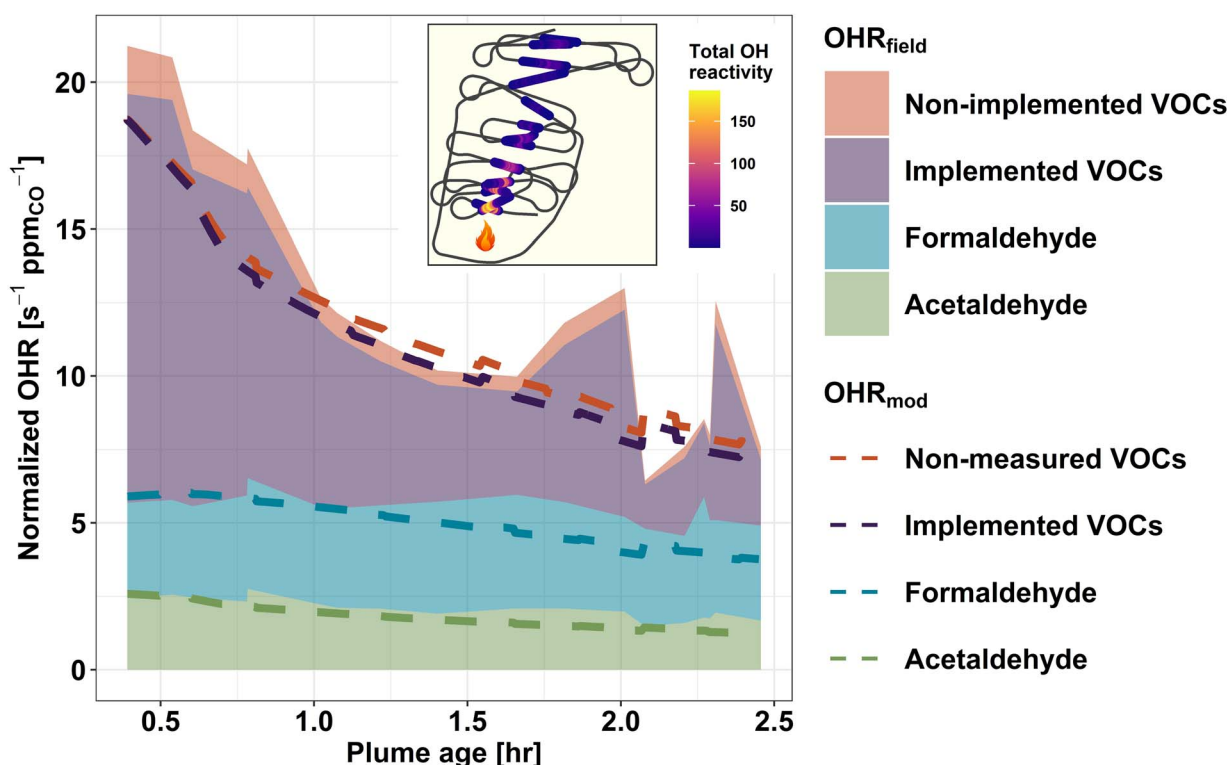 Normalized OHR [s⁻¹ ppm_CO⁻¹]
20
15
10
5
0
0.5 1.0 1.5 2.0 2.5
Plume age [hr]
Total OH
reactivity
150
100
50
OHR_field
Non-implemented VOCs
Implemented VOCs
Formaldehyde
Acetaldehyde
OHR_mod
Non-measured VOCs
Implemented VOCs
Formaldehyde
Acetaldehyde